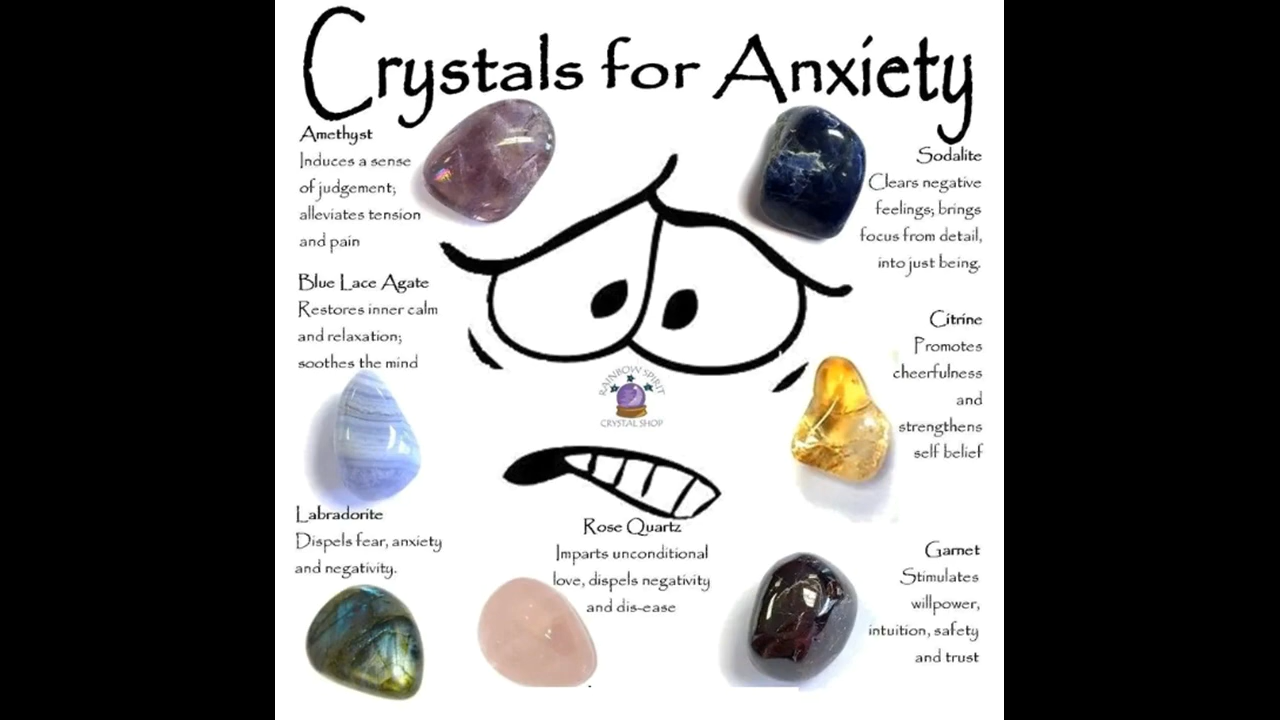 Crystals for Anxiety
Amethyst
Induces a sense
of judgement;
alleviates tension
and pain
Sodalite
Clears negative
feelings; brings
focus from detail,
into just being.
Blue Lace Agate
Restores inner calm
and relaxation;
soothes the mind
Citrine
Promotes
cheerfulness
and
strengthens
self belief
RAINBOW SPIRIT
CRYSTAL SHOP
Labradorite
Dispels fear, anxiety
and negativity.
Rose Quartz
Imparts unconditional
love, dispels negativity
and dis-ease
Garnet
Stimulates
willpower,
intuition, safety
and trust